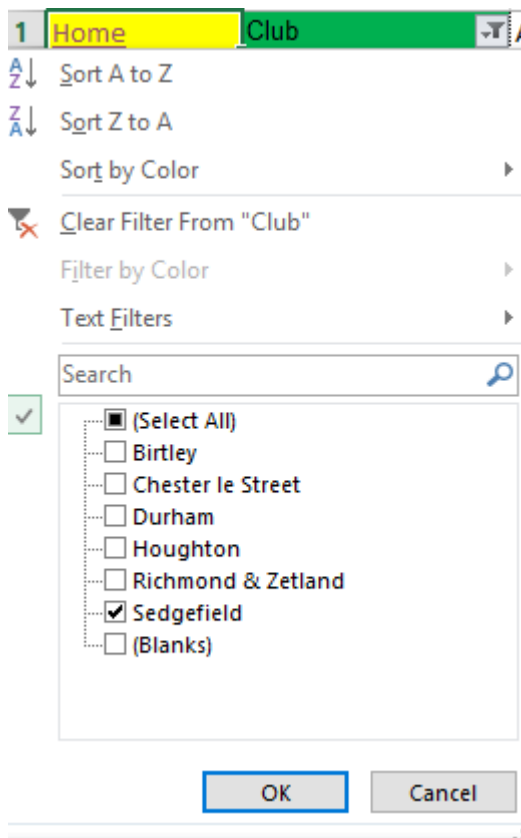 1 Home Club
Sort A to Z
Sort Z to A
Sort by Color
Clear Filter From "Club"
Filter by Color
Text Filters
Search
(Select All)
Birtley
Chester le Street
Durham
Houghton
Richmond & Zetland
Sedgefield
(Blanks)
OK Cancel